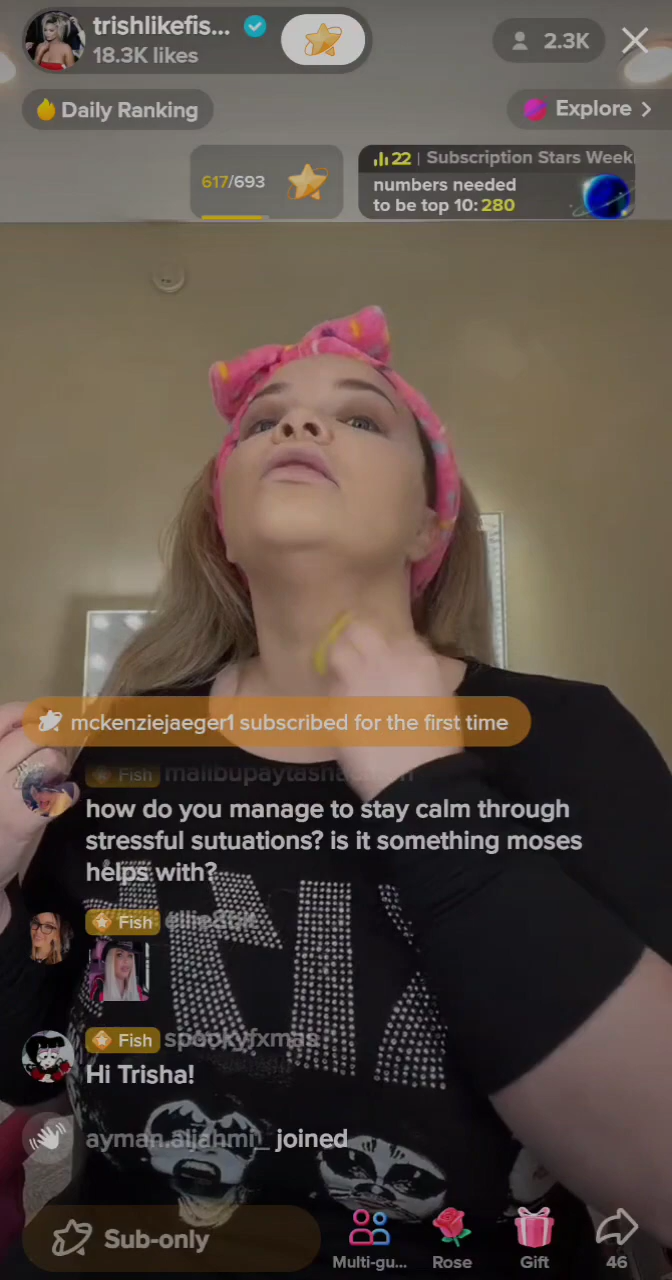 trishlikefis...
18.3K likes
2.3K
Daily Ranking
Explore >
617/693
22 | Subscription Stars Week
numbers needed
to be top 10: 280
mckenziejaeger1 subscribed for the first time
Fish
how do you manage to stay calm through
stressful sutuations? is it something moses
helps with?
Fish
Fish spookyfxmas
Hi Trisha!
ayman.aljahmi_ joined
Sub-only
Multi-gu...
Rose
Gift
46